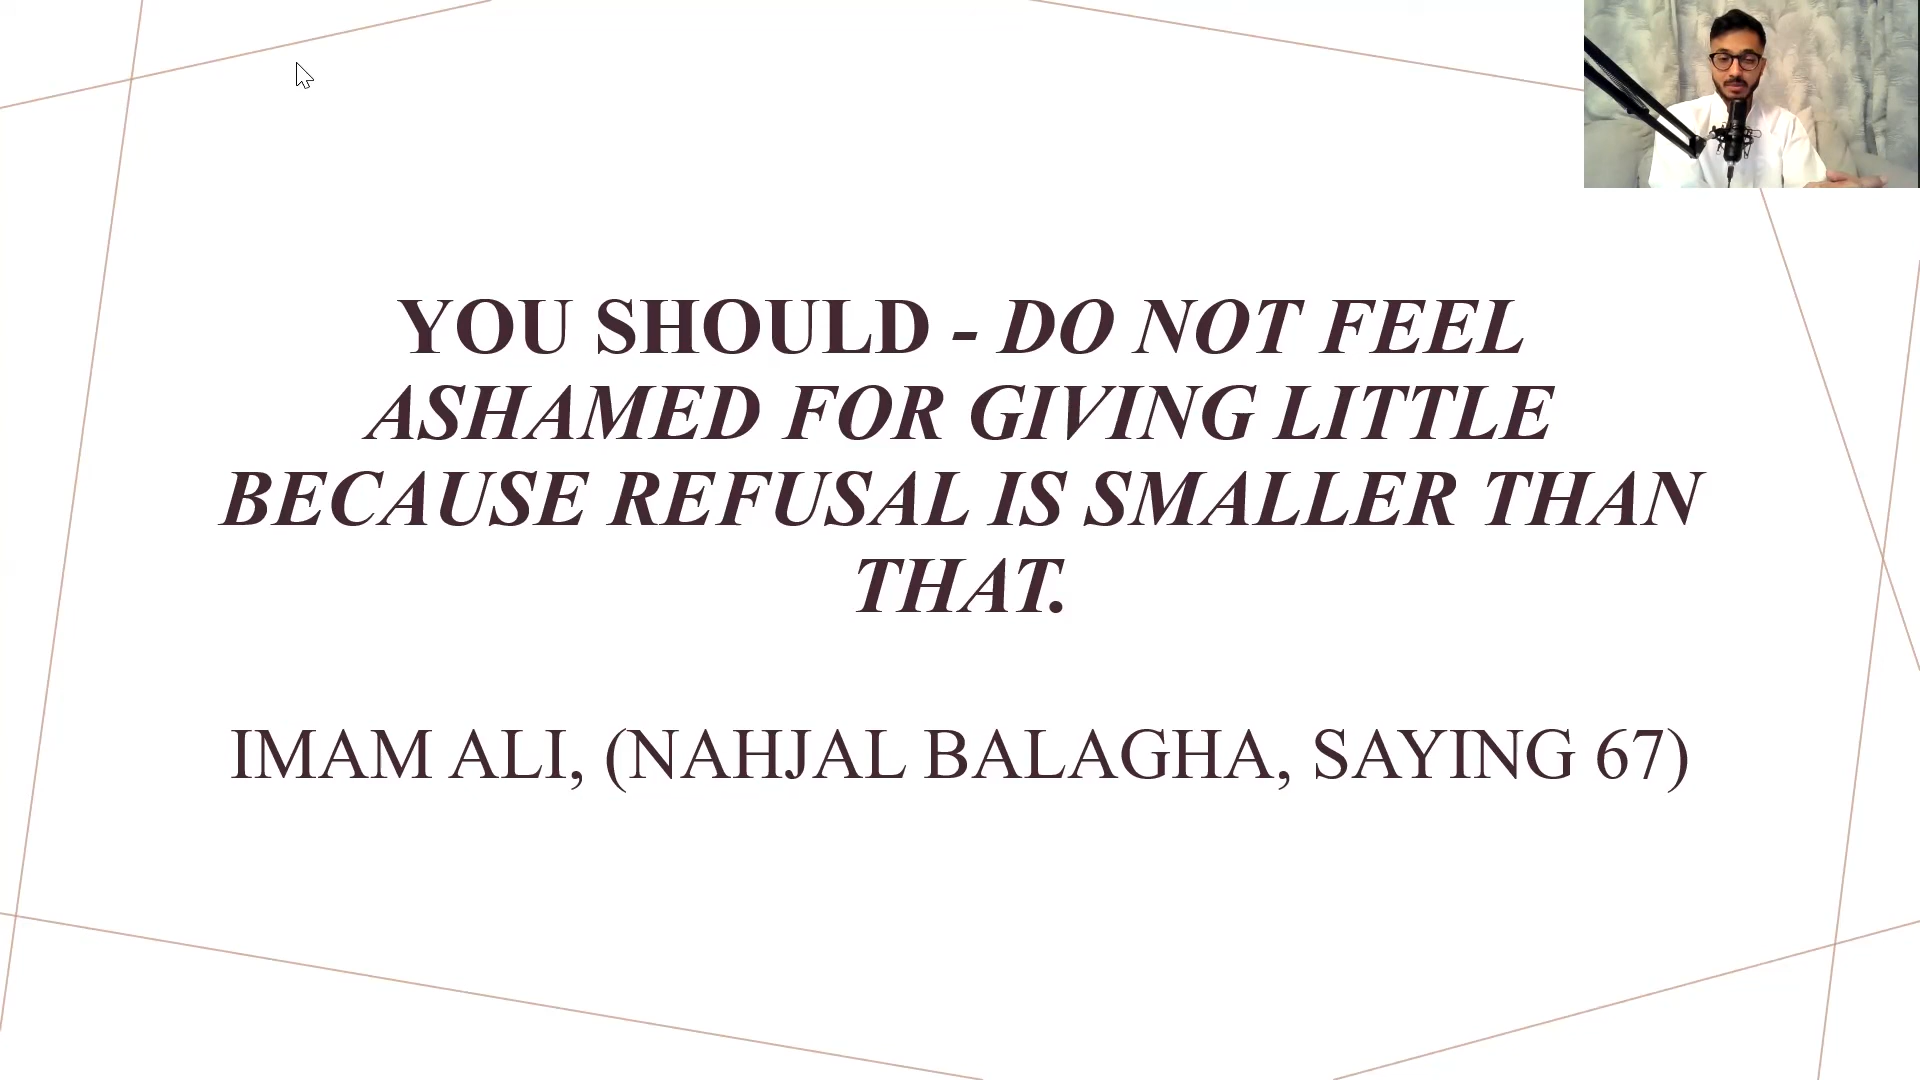 YOU SHOULD - DO NOT FEEL
ASHAMED FOR GIVING LITTLE
BECAUSE REFUSAL IS SMALLER THAN
THAT.
IMAM ALI, (NAHJAL BALAGHA, SAYING 67)